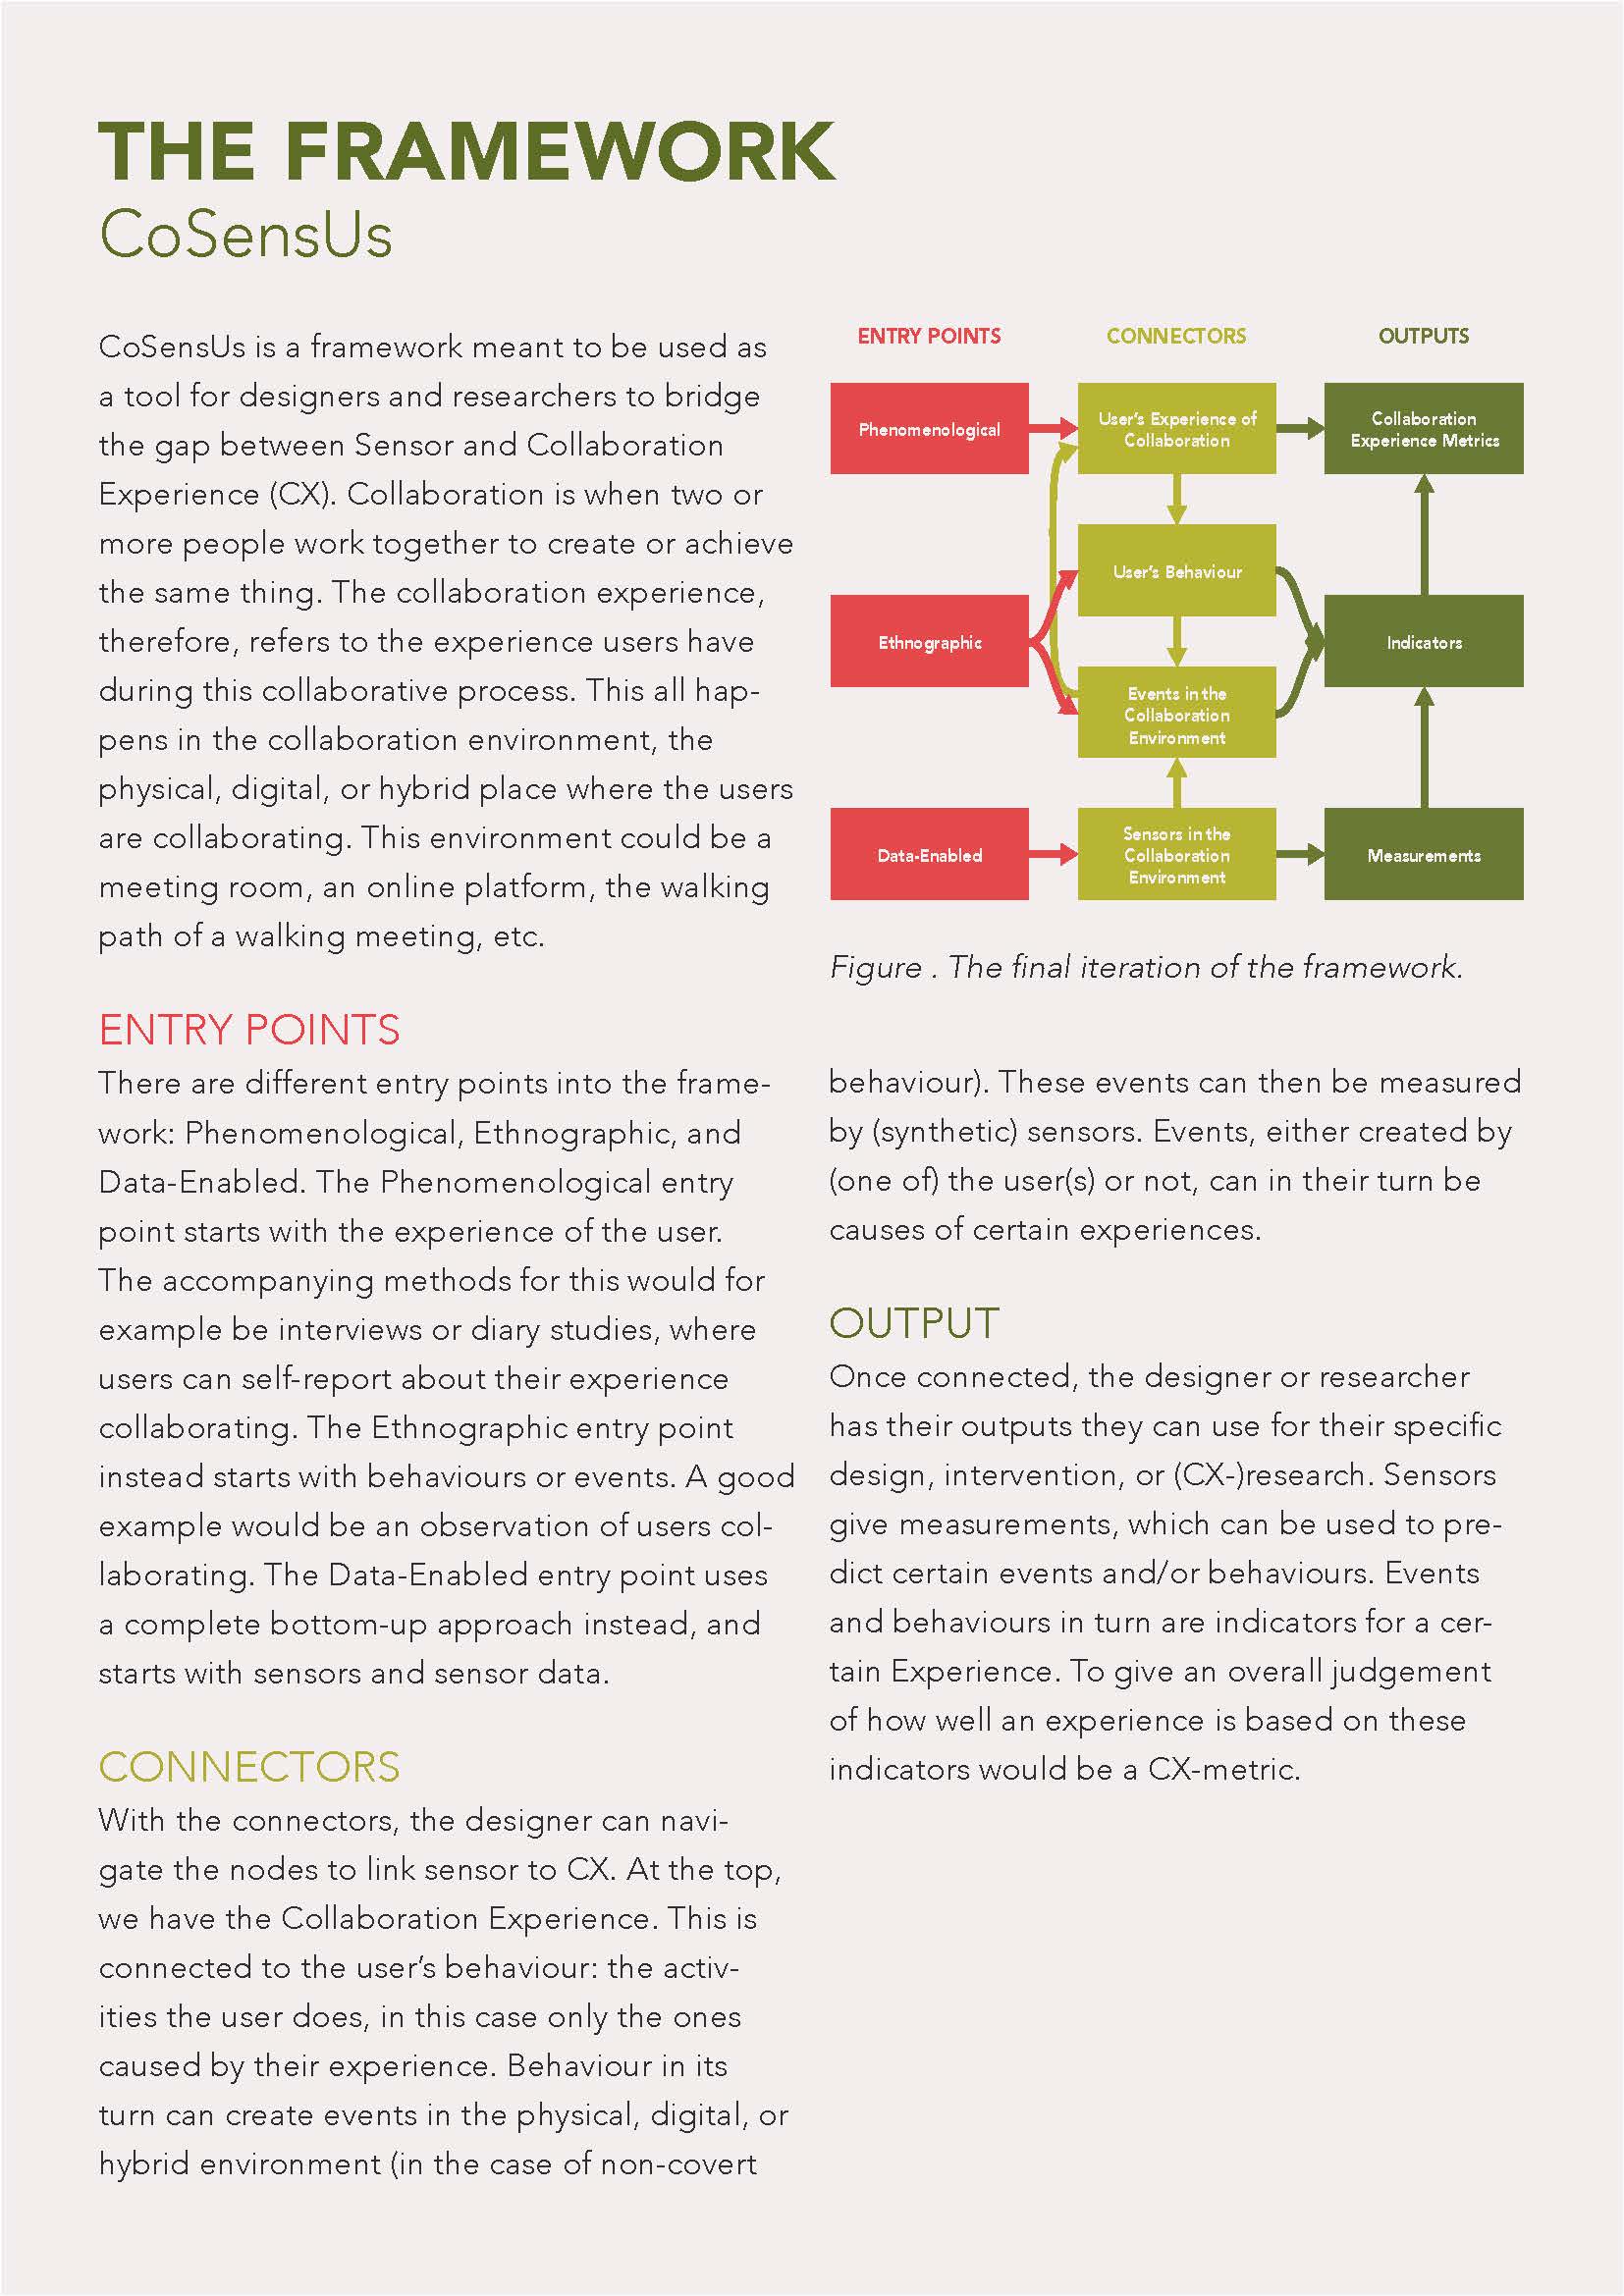 THE FRAMEWORK
CoSensUs
CoSensUs is a framework meant to be used as
a tool for designers and researchers to bridge
the gap between Sensor and Collaboration
Experience (CX). Collaboration is when two or
more people work together to create or achieve
the same thing. The collaboration experience,
therefore, refers to the experience users have
during this collaborative process. This all hap-
pens in the collaboration environment, the
physical, digital, or hybrid place where the users
are collaborating. This environment could be a
meeting room, an online platform, the walking
path of a walking meeting, etc.
ENTRY POINTS
There are different entry points into the frame-
work: Phenomenological, Ethnographic, and
Data-Enabled. The Phenomenological entry
point starts with the experience of the user.
The accompanying methods for this would for
example be interviews or diary studies, where
users can self-report about their experience
collaborating. The Ethnographic entry point
instead starts with behaviours or events. A good
example would be an observation of users col-
laborating. The Data-Enabled entry point uses
a complete bottom-up approach instead, and
starts with sensors and sensor data.
CONNECTORS
With the connectors, the designer can navi-
gate the nodes to link sensor to CX. At the top,
we have the Collaboration Experience. This is
connected to the user's behaviour: the activ-
ities the user does, in this case only the ones
caused by their experience. Behaviour in its
turn can create events in the physical, digital, or
hybrid environment (in the case of non-covert
ENTRY POINTS
CONNECTORS
OUTPUTS
Phenomenological
User's Experience of
Collaboration
Collaboration
Experience Metrics
User's Behaviour
Ethnographic
Indicators
Events in the
Collaboration
Environment
Data-Enabled
Sensors in the
Collaboration
Environment
Measurements
Figure . The final iteration of the framework.
behaviour). These events can then be measured
by (synthetic) sensors. Events, either created by
(one of) the user(s) or not, can in their turn be
causes of certain experiences.
OUTPUT
Once connected, the designer or researcher
has their outputs they can use for their specific
design, intervention, or (CX-)research. Sensors
give measurements, which can be used to pre-
dict certain events and/or behaviours. Events
and behaviours in turn are indicators for a cer-
tain Experience. To give an overall judgement
of how well an experience is based on these
indicators would be a CX-metric.